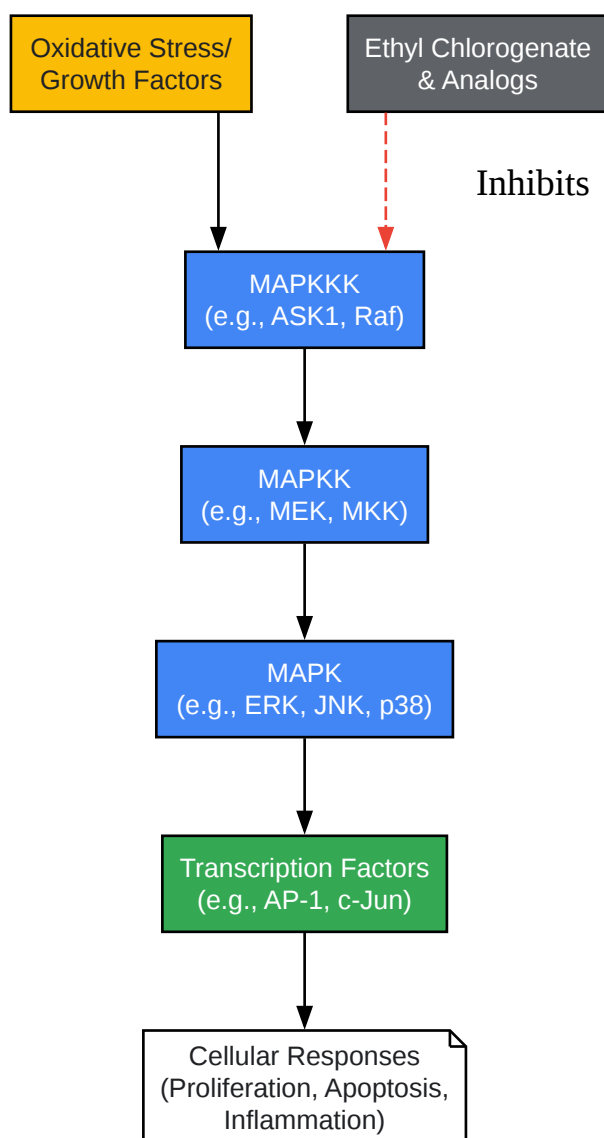 Oxidative Stress/
Growth Factors
Ethyl Chlorogenate
& Analogs
Inhibits
MAPKKK
(e.g., ASK1, Raf)
MAPKK
(e.g., MEK, MKK)
MAPK
(e.g., ERK, JNK, p38)
Transcription Factors
(e.g., AP-1, c-Jun)
Cellular Responses
(Proliferation, Apoptosis,
Inflammation)